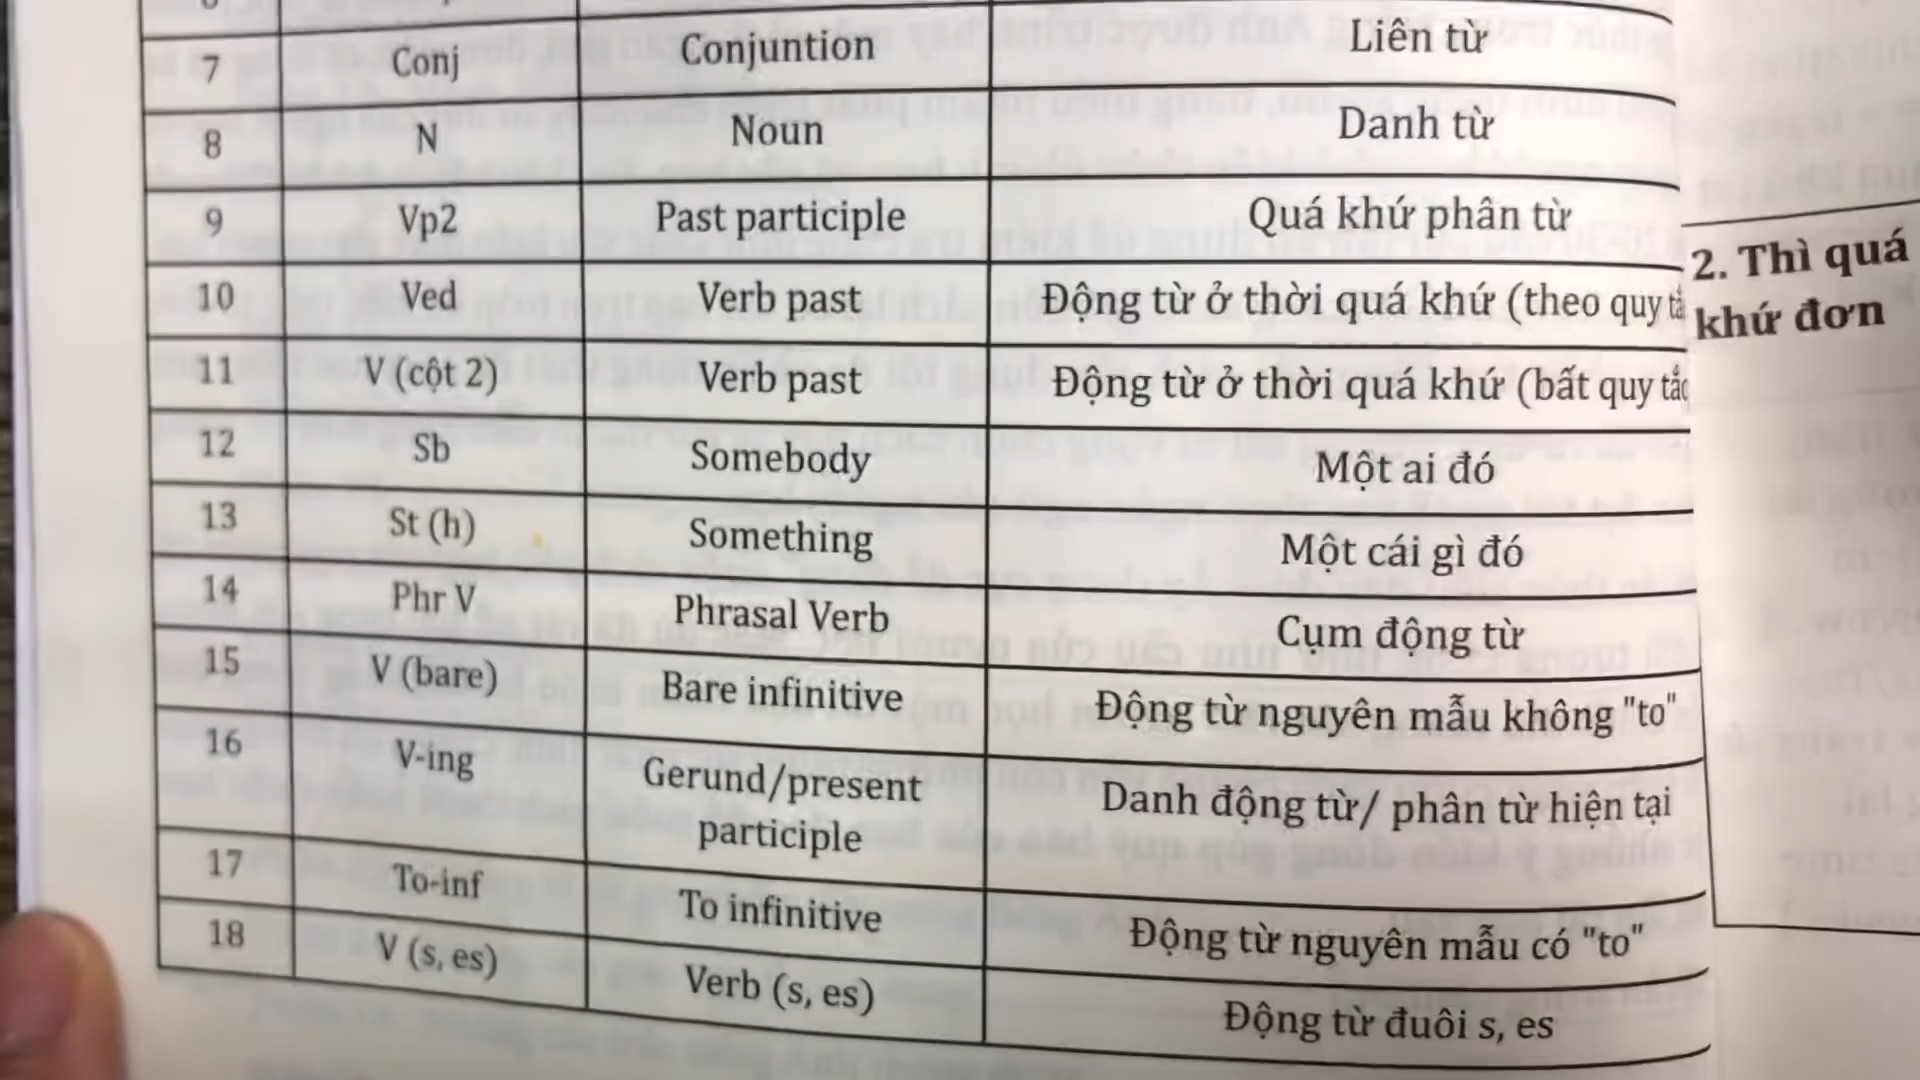 7 Conj Conjuntion Liên từ
8 N Noun Danh từ
9 Vp2 Past participle Quá khứ phân từ
10 Ved Verb past Động từ ở thời quá khứ (theo quy
11 V (cột 2) Verb past Động từ ở thời quá khứ (bất quy tắc
12 Sb Somebody Một ai đó
13 St (h) Something Một cái gì đó
14 Phr V Phrasal Verb Cụm động từ
15 V (bare) Bare infinitive Động từ nguyên mẫu không "to"
16 V-ing Gerund/present Danh động từ/ phân từ hiện tại
participle
17 To-inf To infinitive Động từ nguyên mẫu có "to"
18 V (s, es) Verb (s, es) Động từ đuôi s, es
2. Thì quá
khứ đơn